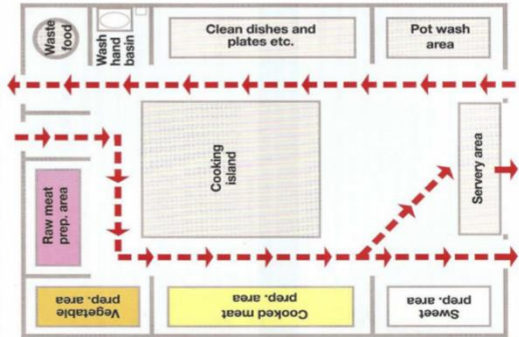 Waste
food
Wash
hand
basin
Clean dishes and
plates etc.
Pot wash
area
Raw meat
prep. area
Cooking
island
Servery area
Vegetable
prep. area
Cooked meat
prep. area
Sweet
prep. area